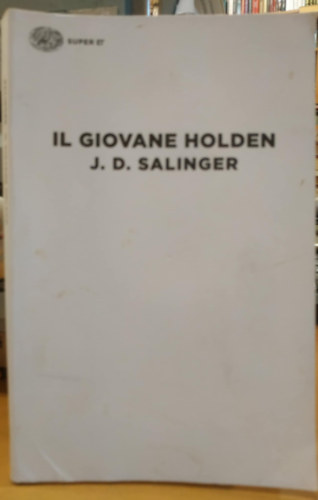 SUPER ET
IL GIOVANE HOLDEN
J. D. SALINGER